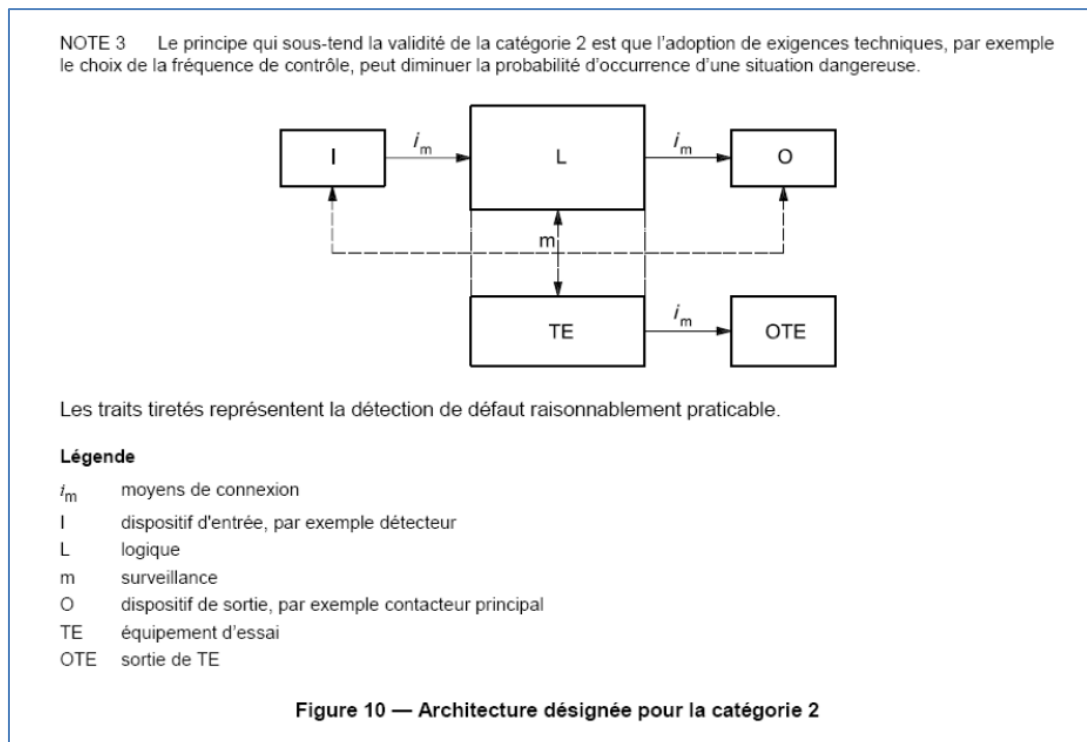 NOTE 3 Le principe qui sous-tend la validité de la catégorie 2 est que l'adoption de exigences techniques, par exemple
le choix de la fréquence de contrôle, peut diminuer la probabilité d'occurrence d'une situation dangereuse.
I
im
L
im
O
m
TE
im
OTE
Les traits tiretés représentent la détection de défaut raisonnablement praticable.
Légende
im moyens de connexion
I dispositif d'entrée, par exemple détecteur
L logique
m surveillance
O dispositif de sortie, par exemple contacteur principal
TE équipement d'essai
OTE sortie de TE
Figure 10 — Architecture désignée pour la catégorie 2